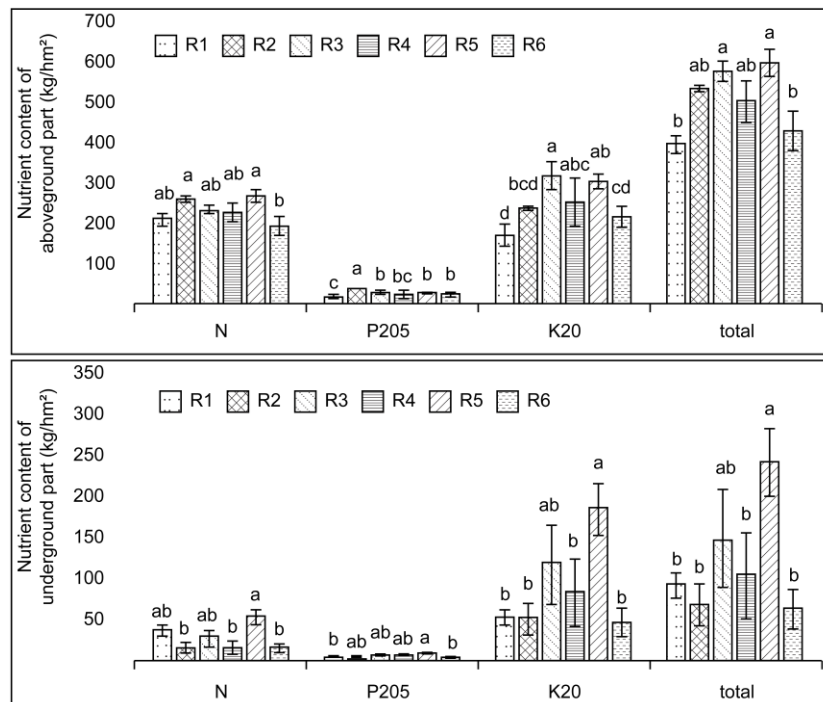 Nutrient content of
aboveground part (kg/hm²)
700
600
500
400
300
200
100
R1 R2 R3 R4 R5 R6
ab a ab ab a b
c a b bc b b
d bcd a abc ab cd
b ab a ab a b
N P205 K20 total
Nutrient content of
underground part (kg/hm²)
350
300
250
200
150
100
50
R1 R2 R3 R4 R5 R6
ab b ab b a b
b ab ab ab a b
b b ab b a b
b b ab b a b
N P205 K20 total